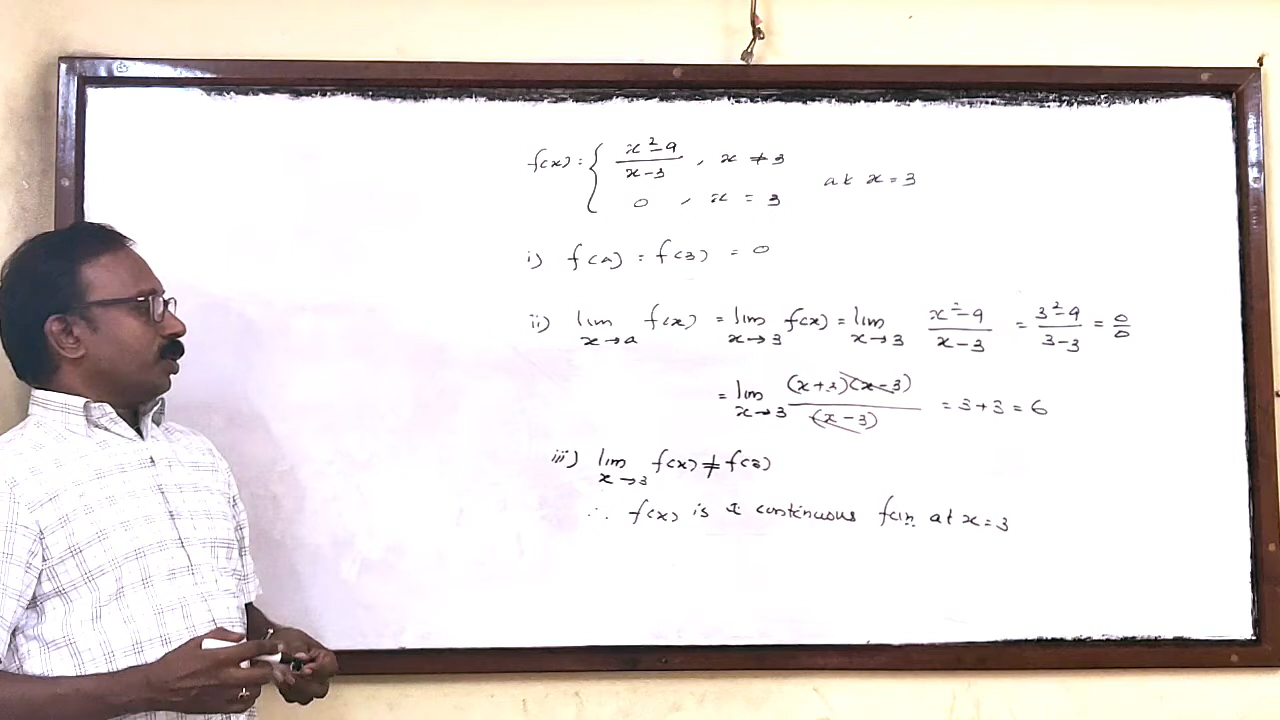 f(x) = { x²-9 / x-3 , x ≠ 3
0 , x = 3 at x = 3
i) f(a) = f(3) = 0
ii) lim x→a f(x) = lim x→3 f(x) = lim x→3 x²-9 / x-3 = 3²-9 / 3-3 = 0/0
= lim x→3 (x+3)(x-3) / (x-3) = 3+3 = 6
iii) lim x→3 f(x) ≠ f(3)
∴ f(x) is continuous fcn. at x=3